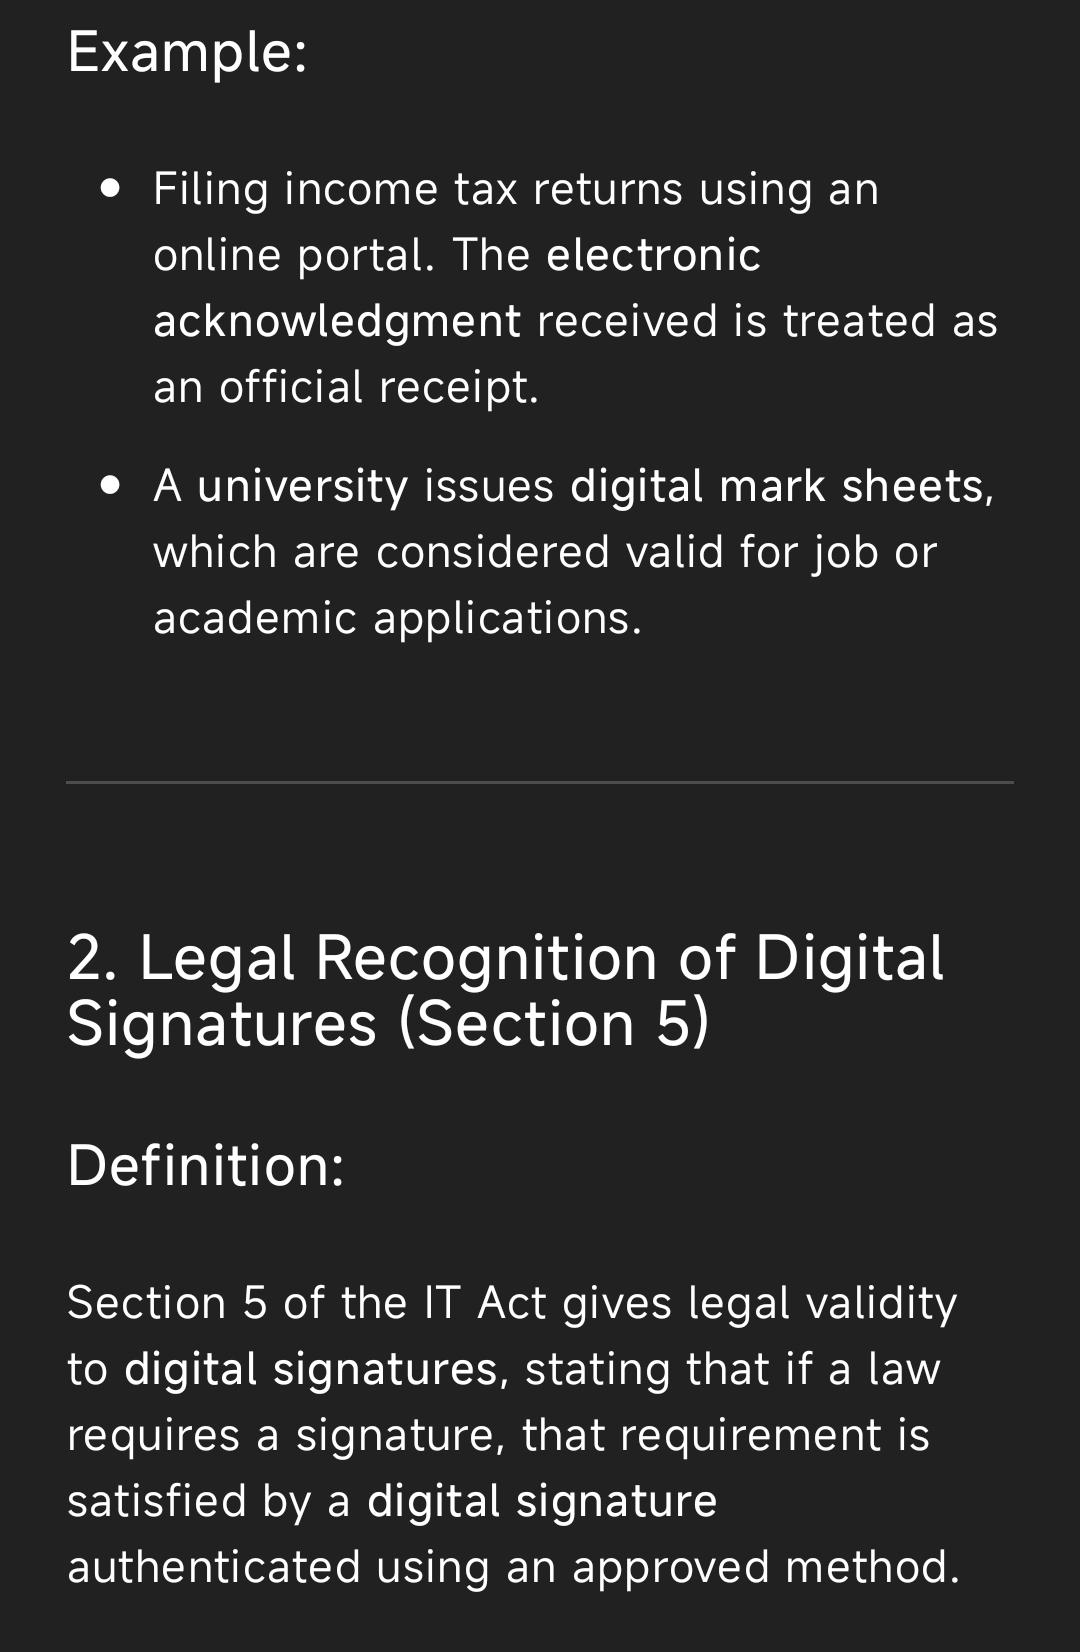 Example:
• Filing income tax returns using an
online portal. The electronic
acknowledgment received is treated as
an official receipt.
• A university issues digital mark sheets,
which are considered valid for job or
academic applications.
2. Legal Recognition of Digital
Signatures (Section 5)
Definition:
Section 5 of the IT Act gives legal validity
to digital signatures, stating that if a law
requires a signature, that requirement is
satisfied by a digital signature
authenticated using an approved method.